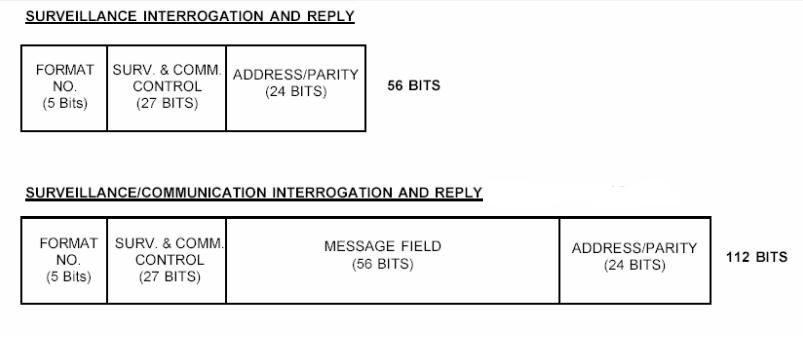 SURVEILLANCE INTERROGATION AND REPLY
FORMAT
NO.
(5 Bits)
SURV. & COMM.
CONTROL
(27 BITS)
ADDRESS/PARITY
(24 BITS)
56 BITS
SURVEILLANCE/COMMUNICATION INTERROGATION AND REPLY
FORMAT
NO.
(5 Bits)
SURV. & COMM.
CONTROL
(27 BITS)
MESSAGE FIELD
(56 BITS)
ADDRESS/PARITY
(24 BITS)
112 BITS